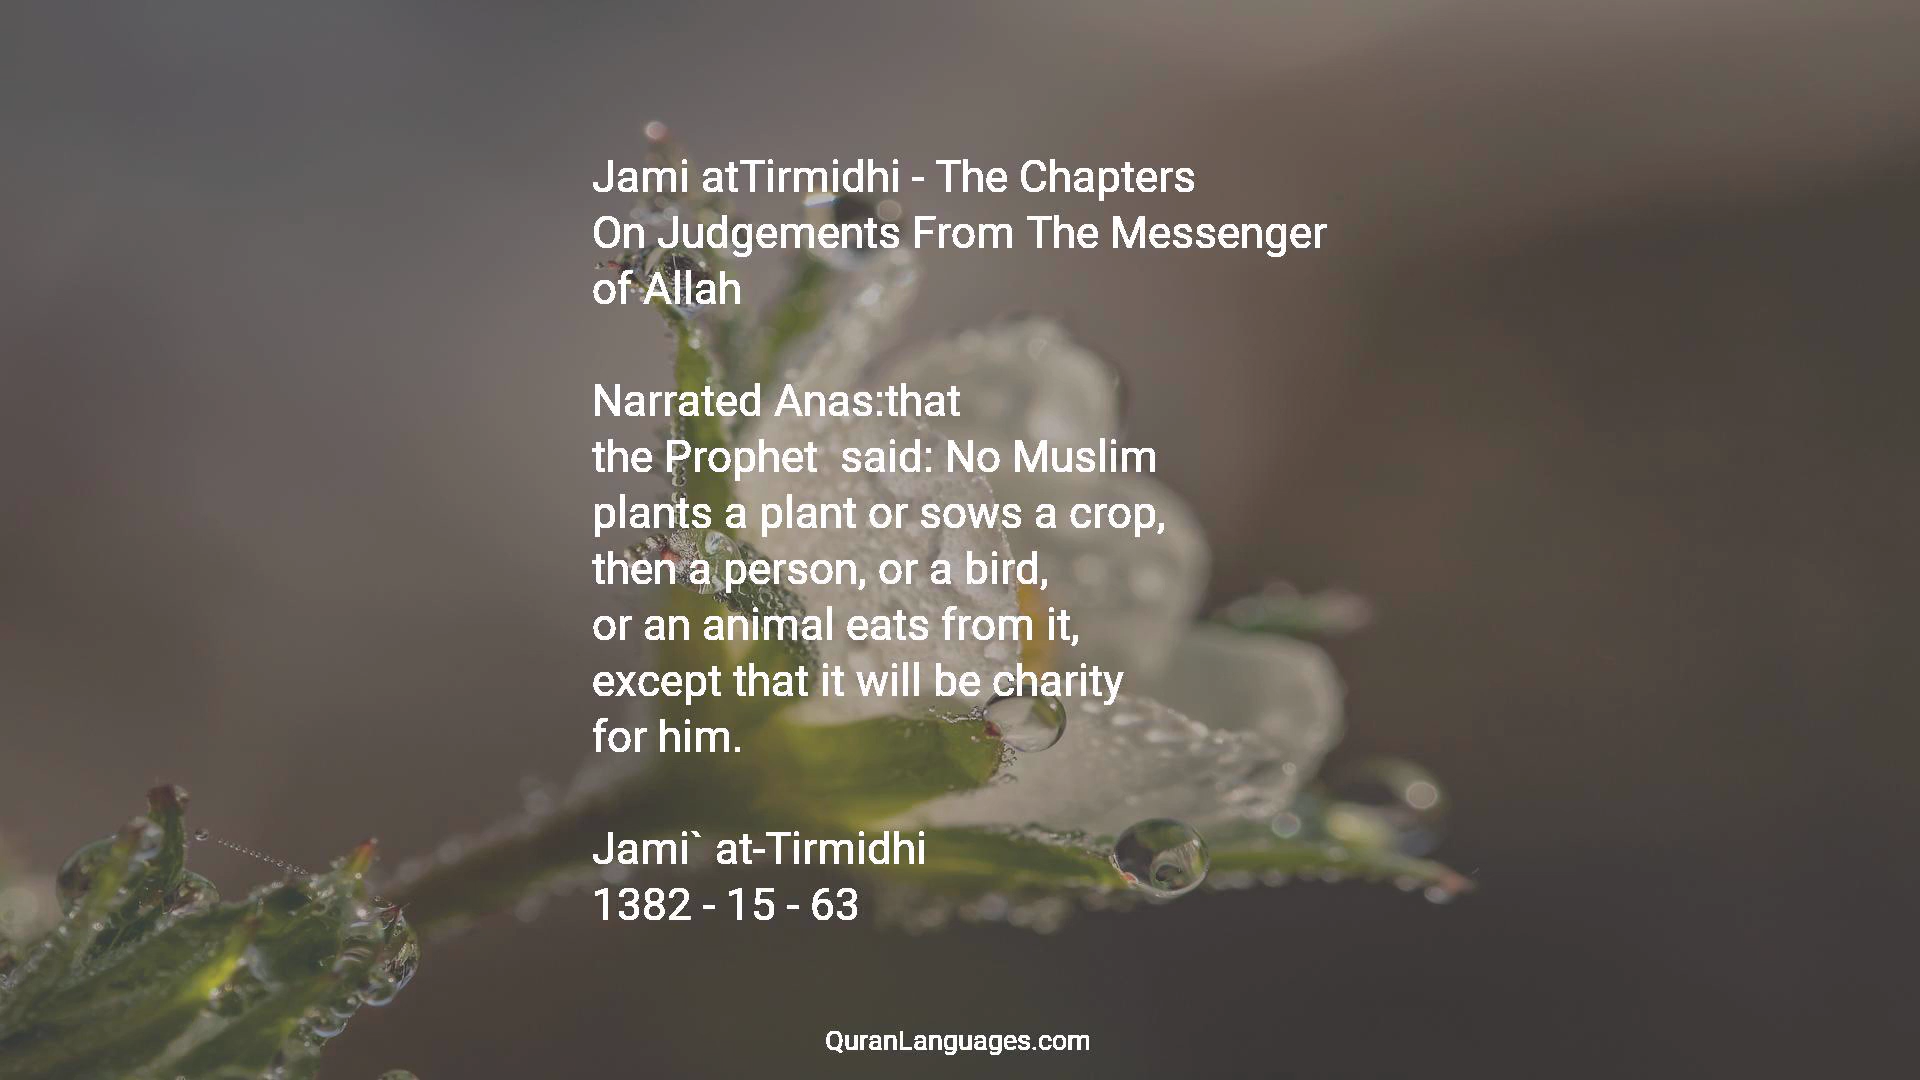 Jami atTirmidhi - The Chapters
On Judgements From The Messenger
of Allah
Narrated Anas:that
the Prophet  said: No Muslim
plants a plant or sows a crop,
then a person, or a bird,
or an animal eats from it,
except that it will be charity
for him.
Jami` at-Tirmidhi
1382 - 15 - 63
QuranLanguages.com